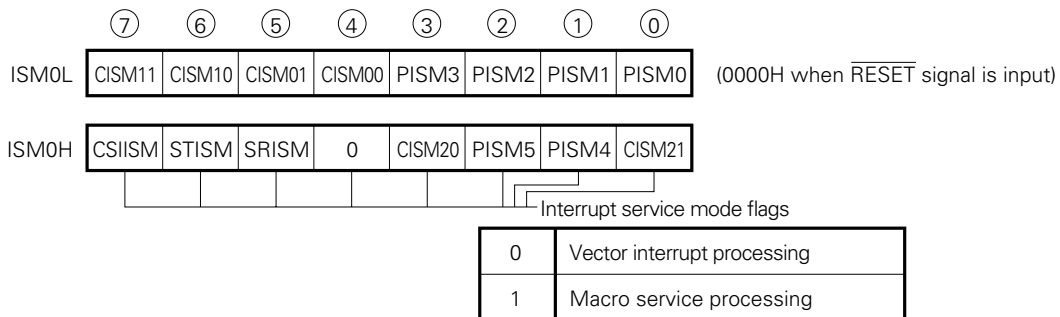 ⑦ ⑥ ⑤ ④ ③ ② ① ⓪
ISM0L CISM11 CISM10 CISM01 CISM00 PISM3 PISM2 PISM1 PISM0 (0000H when R̅E̅S̅E̅T̅ signal is input)
ISM0H CSIISM STISM SRISM 0 CISM20 PISM5 PISM4 CISM21
Interrupt service mode flags
0 Vector interrupt processing
1 Macro service processing